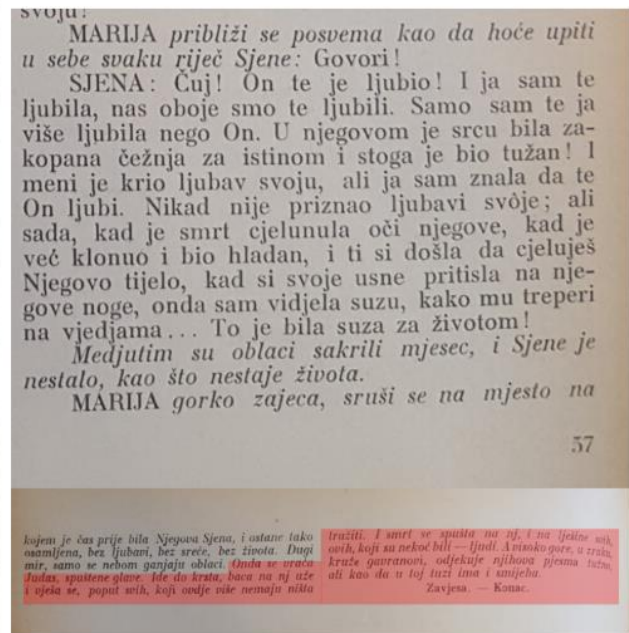 svoju!
MARIJA približi se posvema kao da hoće upiti
u sebe svaku riječ Sjene: Govori!
SJENA: Čuj! On te je ljubio! I ja sam te
ljubila, nas oboje smo te ljubili. Samo sam te ja
više ljubila nego On. U njegovom je srcu bila za-
kopana čežnja za istinom i stoga je bio tužan! I
meni je krio ljubav svoju, ali ja sam znala da te
On ljubi. Nikad nije priznao ljubavi svòje; ali
sada, kad je smrt cjelunula oči njegove, kad je
već klonuo i bio hladan, i ti si došla da cjeluješ
Njegovo tijelo, kad si svoje usne pritisla na nje-
gove noge, onda sam vidjela suzu, kako mu treperi
na vjedjama... To je bila suza za životom!
Medjutim su oblaci sakrili mjesec, i Sjene je
nestalo, kao što nestaje života.
MARIJA gorko zajeca, sruši se na mjesto na
37
kojem je čas prije bila Njegova Sjena, i ostane tako
osamljena, bez ljubavi, bez sreće, bez života. Dugi
mir, samo se nebom ganjaju oblaci. Onda se vraća
Judas, spuštene glave. Ide do krsta, baca na nj uže
i vješa se, poput svih, koji ovdje više nemaju ništa
tražiti. I smrt se spušta na nj, i na lješine svih,
ovih, koji su nekoć bili — ljudi. A visoko gore, u zraku,
kruže gavranovi, odjekuje njihova pjesma tužno,
ali kao da u toj tuzi ima i smijeha.
Zavjesa. — Konac.